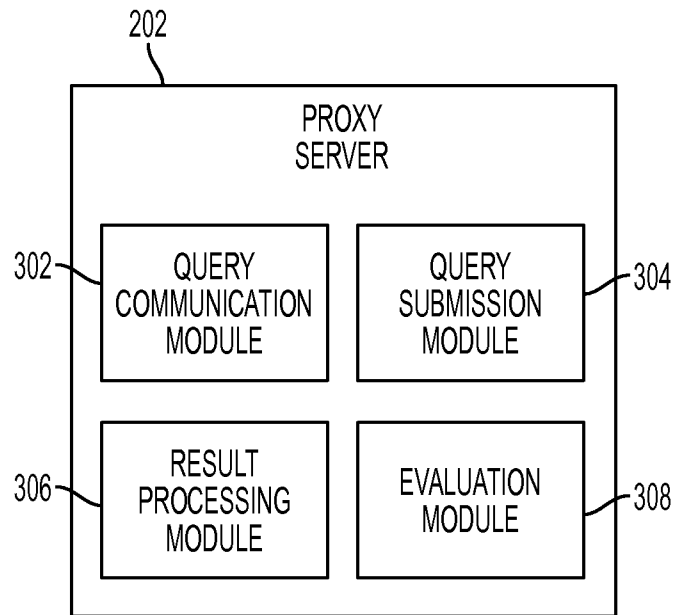 202
PROXY
SERVER
302
QUERY
COMMUNICATION
MODULE
QUERY
SUBMISSION
MODULE
304
306
RESULT
PROCESSING
MODULE
EVALUATION
MODULE
308